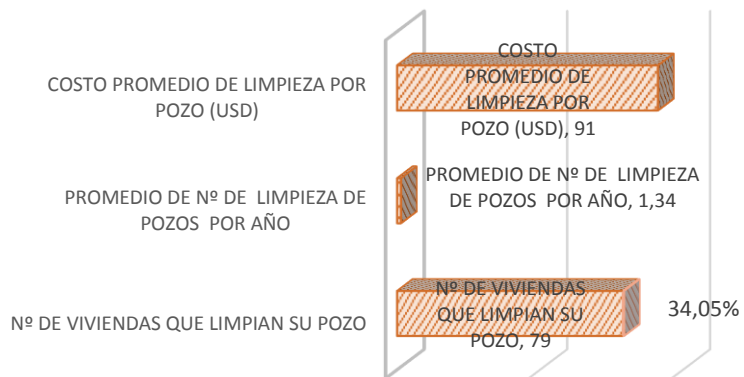 COSTO PROMEDIO DE LIMPIEZA POR
POZO (USD)
COSTO
PROMEDIO DE
LIMPIEZA POR
POZO (USD), 91
PROMEDIO DE Nº DE  LIMPIEZA DE
POZOS  POR AÑO
PROMEDIO DE Nº DE  LIMPIEZA
DE POZOS  POR AÑO, 1,34
Nº DE VIVIENDAS QUE LIMPIAN SU POZO
Nº DE VIVIENDAS
QUE LIMPIAN SU
POZO, 79
34,05%